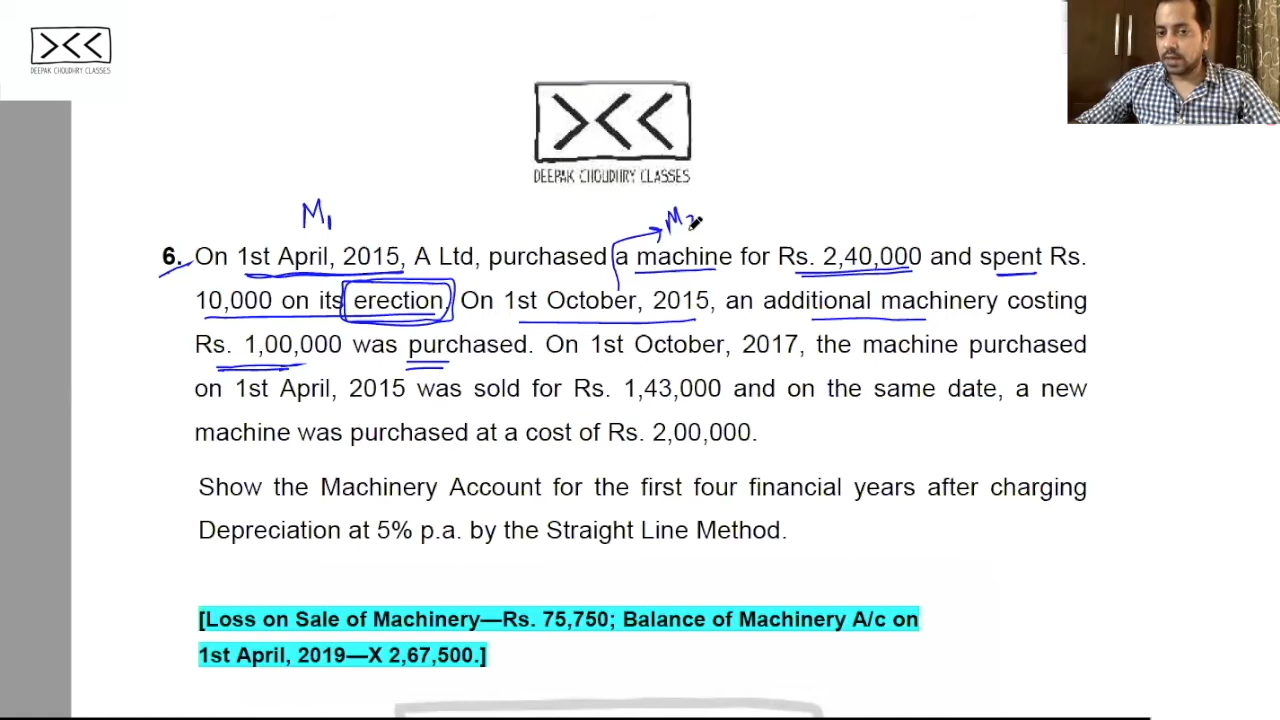 DEEPAK CHOUDHRY CLASSES
DEEPAK CHOUDHRY CLASSES
M₁
M₂
6. On 1st April, 2015, A Ltd, purchased a machine for Rs. 2,40,000 and spent Rs.
10,000 on its erection. On 1st October, 2015, an additional machinery costing
Rs. 1,00,000 was purchased. On 1st October, 2017, the machine purchased
on 1st April, 2015 was sold for Rs. 1,43,000 and on the same date, a new
machine was purchased at a cost of Rs. 2,00,000.
Show the Machinery Account for the first four financial years after charging
Depreciation at 5% p.a. by the Straight Line Method.
[Loss on Sale of Machinery—Rs. 75,750; Balance of Machinery A/c on
1st April, 2019—X 2,67,500.]